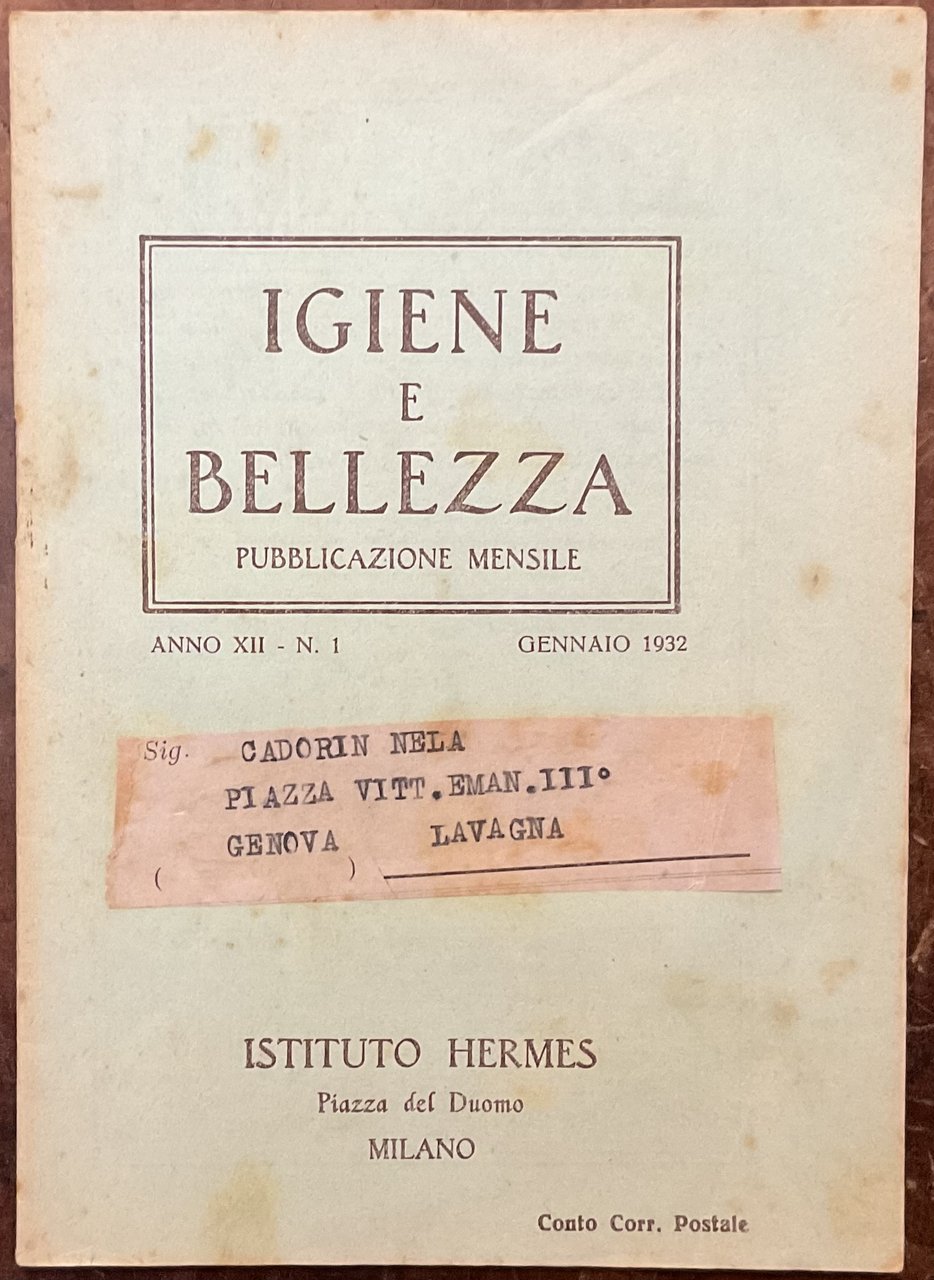 IGIENE
E
BELLEZZA
PUBBLICAZIONE MENSILE
ANNO XII - N. 1 GENNAIO 1932
Sig. CADORIN NELA
PIAZZA VITT.EMAN.III°
GENOVA LAVAGNA
( )
ISTITUTO HERMES
Piazza del Duomo
MILANO
Conto Corr. Postale